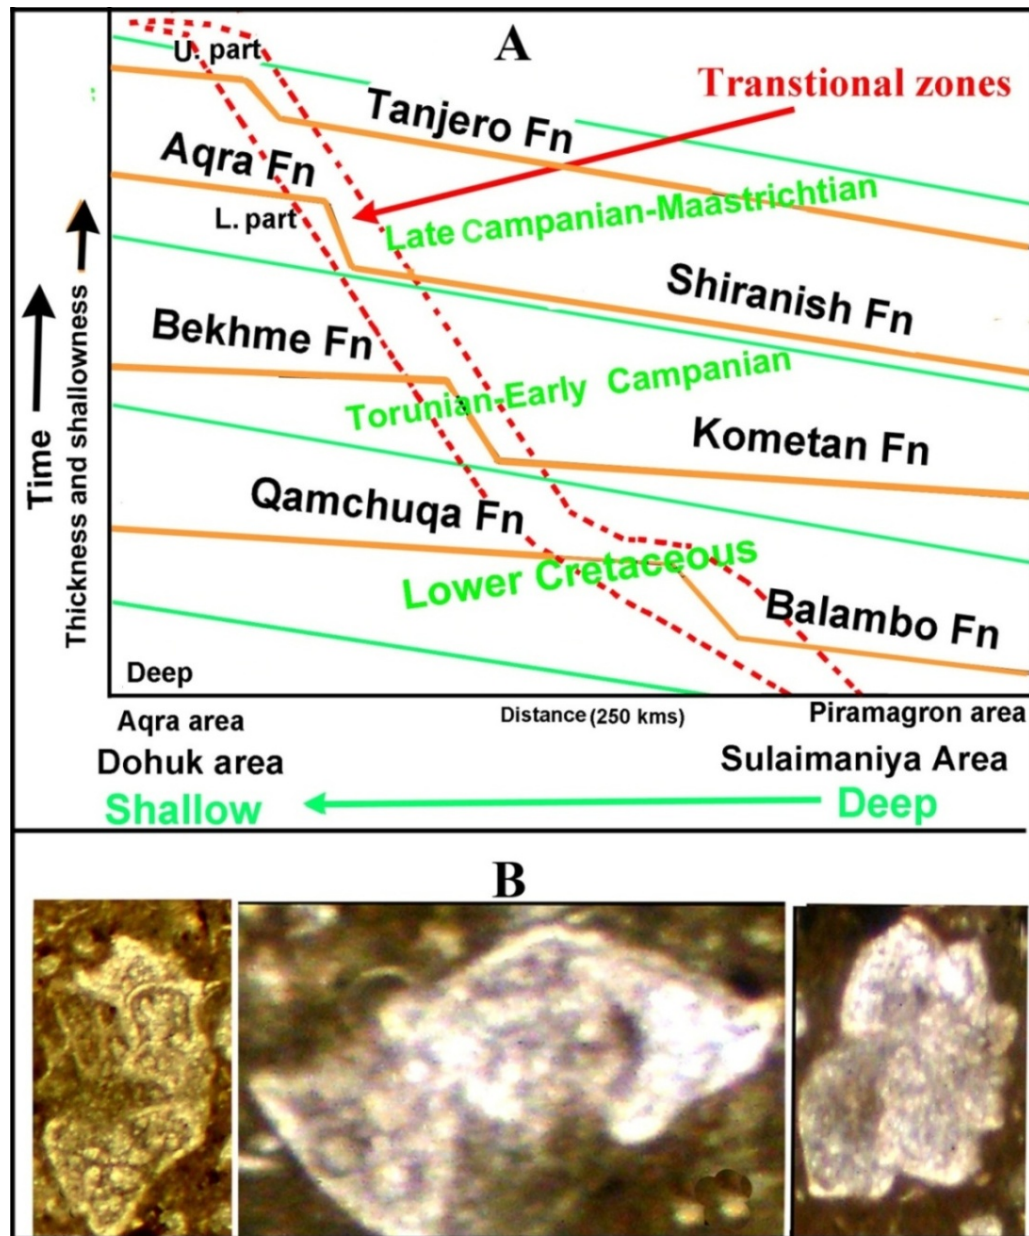 A
U. part
Transtional zones
Tanjero Fn
Aqra Fn
L. part
Late Campanian-Maastrichtian
Shiranish Fn
Bekhme Fn
Torunian-Early Campanian
Kometan Fn
Qamchuqa Fn
Lower Cretaceous
Balambo Fn
Time
Thickness and shallowness
Deep
Aqra area
Distance (250 kms)
Piramagron area
Dohuk area
Sulaimaniya Area
Shallow
Deep
B